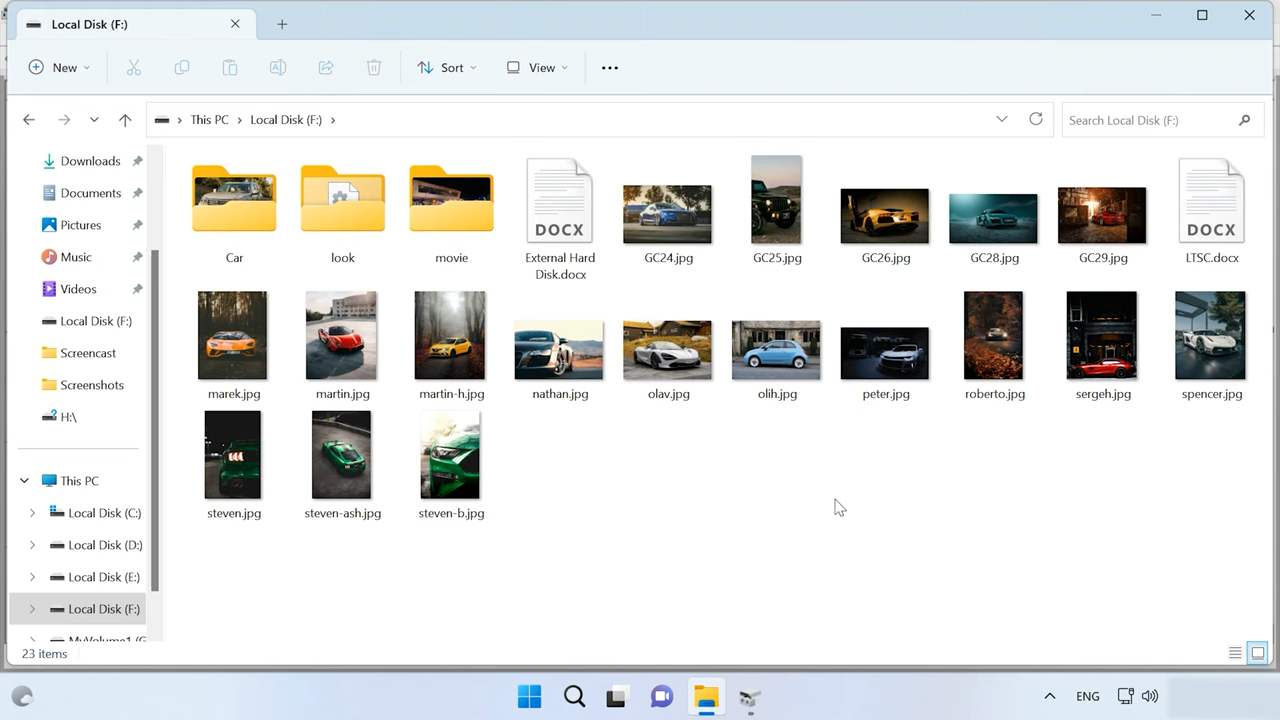 Local Disk (F:)
New
Sort
View
This PC
Local Disk (F:)
Search Local Disk (F:)
Downloads
Documents
Pictures
Music
Videos
Local Disk (F:)
Screencast
Screenshots
H:\
This PC
Local Disk (C:)
Local Disk (D:)
Local Disk (E:)
Local Disk (F:)
MyVolume1 (G
DOCX
DOCX
Car
look
movie
External Hard
Disk.docx
GC24.jpg
GC25.jpg
GC26.jpg
GC28.jpg
GC29.jpg
LTSC.docx
marek.jpg
martin.jpg
martin-h.jpg
nathan.jpg
olav.jpg
olih.jpg
peter.jpg
roberto.jpg
sergeh.jpg
spencer.jpg
steven.jpg
steven-ash.jpg
steven-b.jpg
23 items
ENG